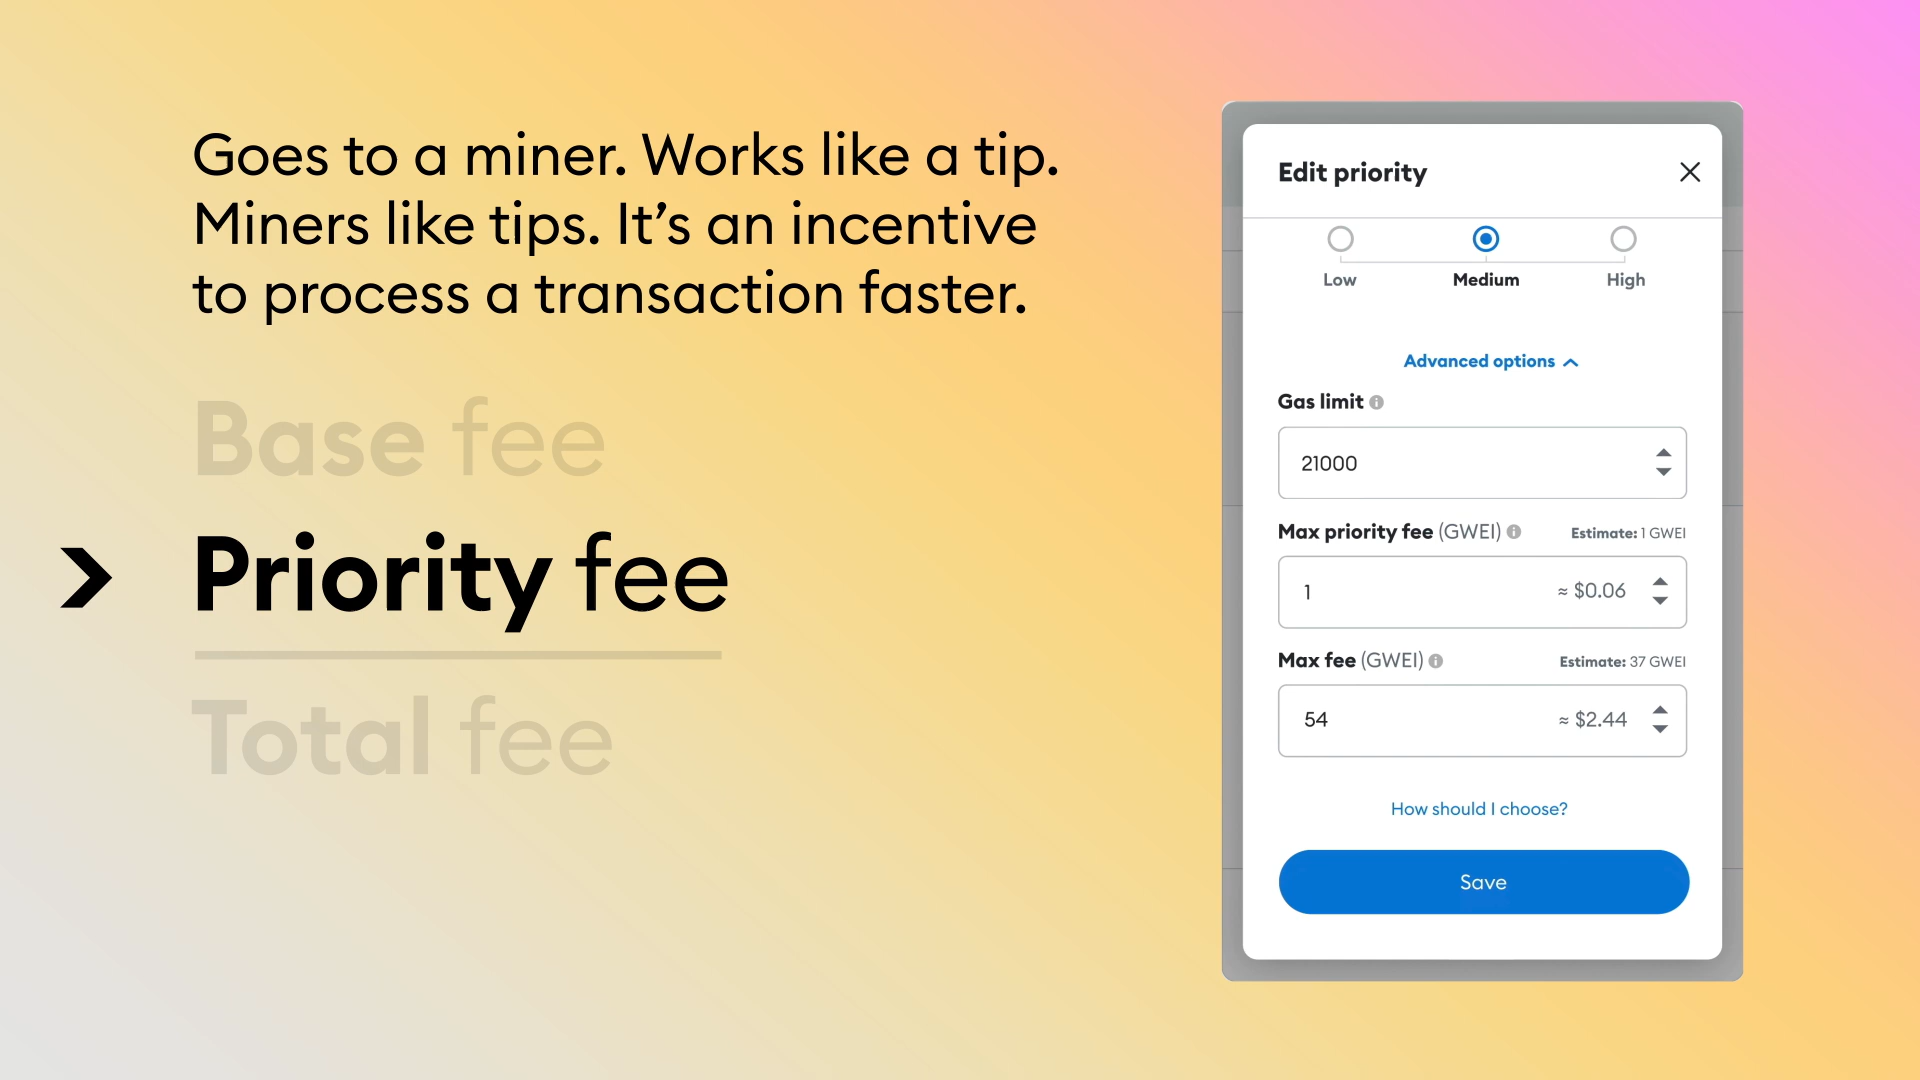 Goes to a miner. Works like a tip.
Miners like tips. It’s an incentive
to process a transaction faster.
Base fee
Priority fee
Total fee
Edit priority
Low Medium High
Advanced options
Gas limit
21000
Max priority fee (GWEI) Estimate: 1 GWEI
1 ≈ $0.06
Max fee (GWEI) Estimate: 37 GWEI
54 ≈ $2.44
How should I choose?
Save